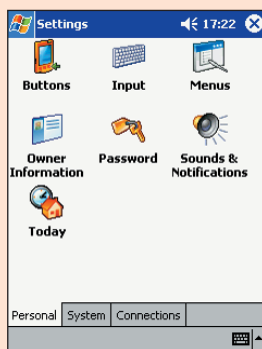 Settings 17:22
Buttons Input Menus
Owner Information Password Sounds & Notifications
Today
Personal System Connections